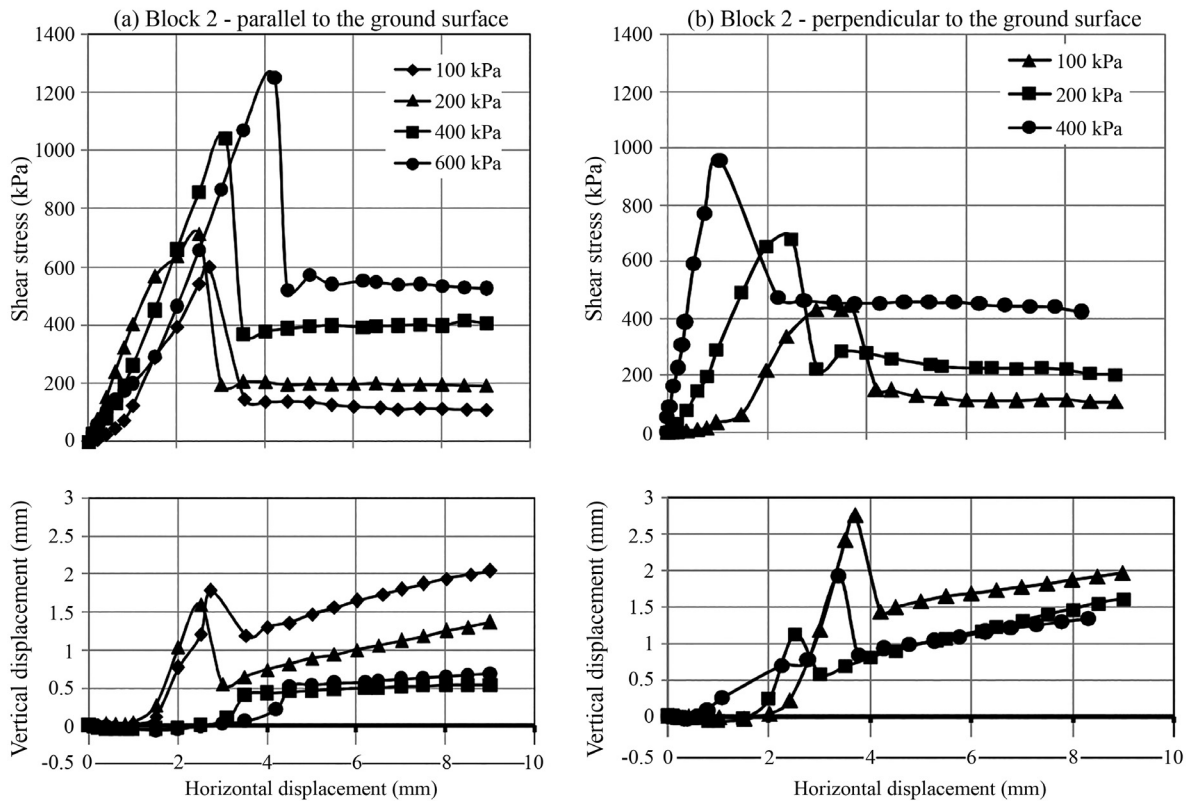 (a) Block 2 - parallel to the ground surface
1400
1200
1000
800
600
400
200
0
Shear stress (kPa)
100 kPa
200 kPa
400 kPa
600 kPa
(b) Block 2 - perpendicular to the ground surface
1400
1200
1000
800
600
400
200
0
Shear stress (kPa)
100 kPa
200 kPa
400 kPa
3
2.5
2
1.5
1
0.5
0
-0.5
Vertical displacement (mm)
0 2 4 6 8 10
Horizontal displacement (mm)
3
2.5
2
1.5
1
0.5
0
-0.5
Vertical displacement (mm)
0 2 4 6 8 10
Horizontal displacement (mm)